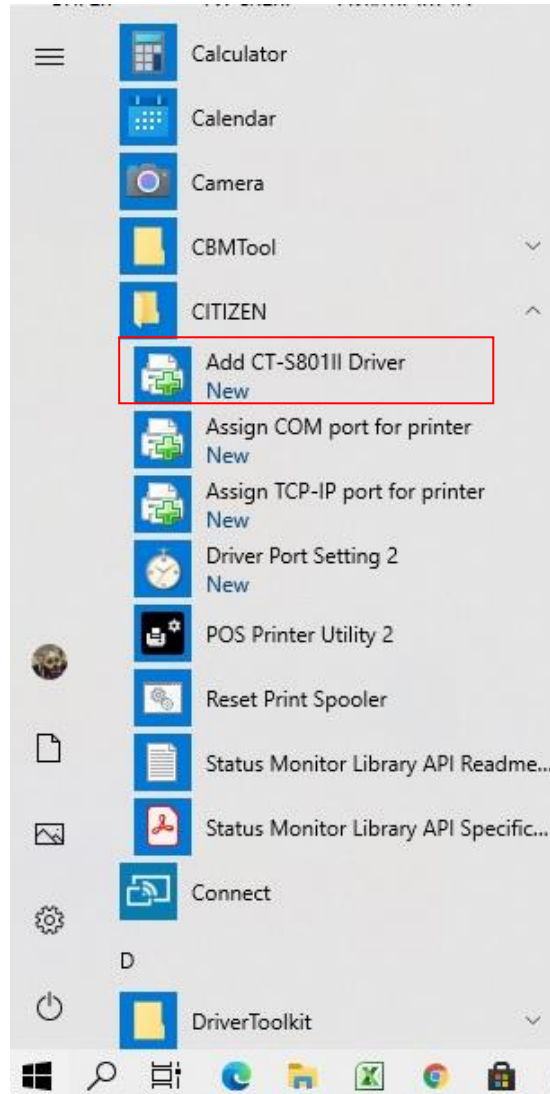 Calculator
Calendar
Camera
CBMTool
CITIZEN
Add CT-S801II Driver
New
Assign COM port for printer
New
Assign TCP-IP port for printer
New
Driver Port Setting 2
New
POS Printer Utility 2
Reset Print Spooler
Status Monitor Library API Readme...
Status Monitor Library API Specific...
Connect
D
DriverToolkit